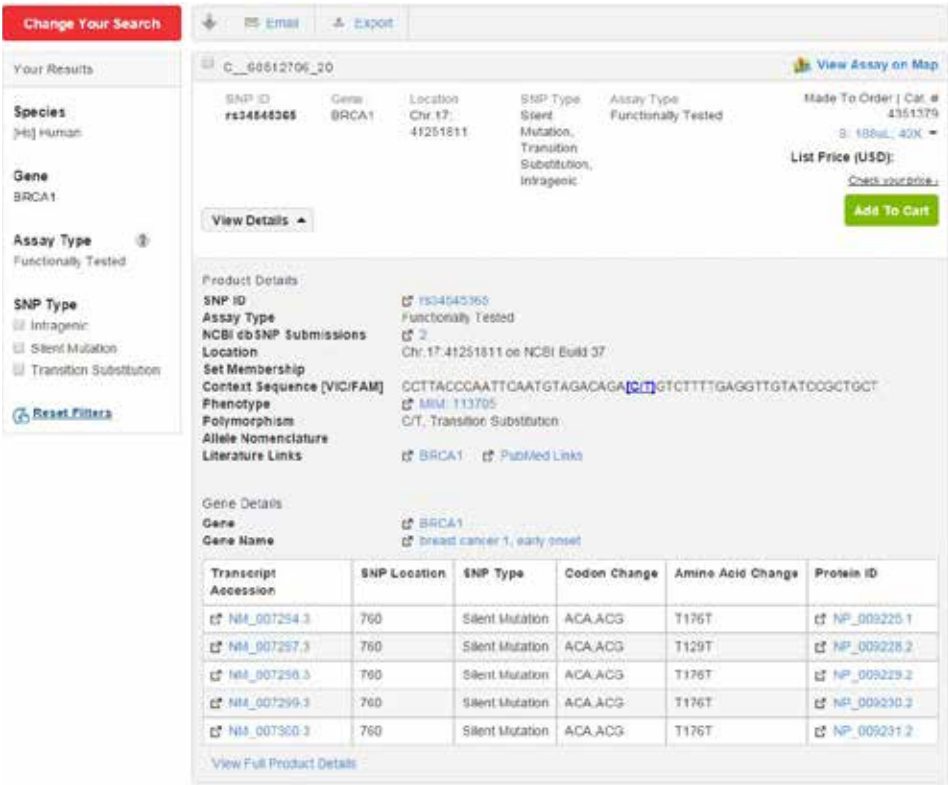 Change Your Search
Email
Export
Your Results
Species
[Hs] Human
Gene
BRCA1
Assay Type
Functionally Tested
SNP Type
Intragenic
Silent Mutation
Transition Substitution
Reset Filters
C__60612706_20
View Assay on Map
SNP ID
rs34545365
Gene
BRCA1
Location
Chr.17:
41251811
SNP Type
Silent
Mutation,
Transition
Substitution,
Intragenic
Assay Type
Functionally Tested
Made To Order | Cat. #
4351379
S: 188uL; 40X
List Price (USD):
Check your price ›
Add To Cart
View Details
Product Details
SNP ID rs34545365
Assay Type Functionally Tested
NCBI dbSNP Submissions 2
Location Chr.17:41251811 on NCBI Build 37
Set Membership
Context Sequence [VIC/FAM] CCTTACCCAATTCAATGTAGACAGA[C/T]GTCTTTTGAGGTTGTATCCGCTGCT
Phenotype MIM: 113705
Polymorphism C/T, Transition Substitution
Allele Nomenclature
Literature Links BRCA1 PubMed Links
Gene Details
Gene BRCA1
Gene Name breast cancer 1, early onset
Transcript Accession SNP Location SNP Type Codon Change Amino Acid Change Protein ID
NM_007294.3 760 Silent Mutation ACA,ACG T176T NP_009225.1
NM_007297.3 760 Silent Mutation ACA,ACG T129T NP_009228.2
NM_007298.3 760 Silent Mutation ACA,ACG T176T NP_009229.2
NM_007299.3 760 Silent Mutation ACA,ACG T176T NP_009230.2
NM_007300.3 760 Silent Mutation ACA,ACG T176T NP_009231.2
View Full Product Details